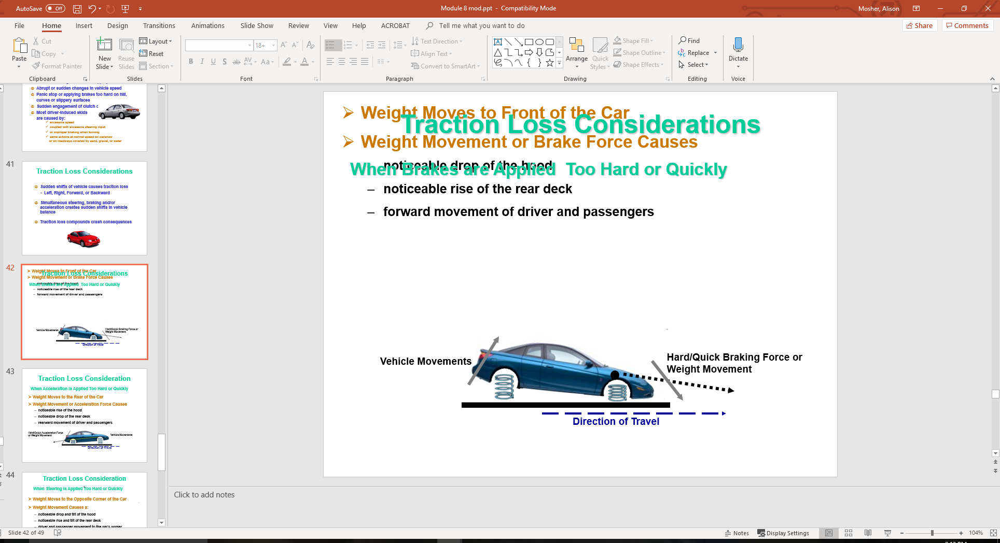 AutoSave Off
Module 8 mod.ppt - Compatibility Mode
Mosher, Alison
File Home Insert Design Transitions Animations Slide Show Review View Help ACROBAT Tell me what you want to do
Share Comments
Paste
Cut
Copy
Format Painter
Clipboard
New Slide
Reuse Slides
Layout
Reset
Section
Slides
18+
B I U S ab AV Aa A
Font
Text Direction
Align Text
Convert to SmartArt
Paragraph
Arrange
Quick Styles
Shape Fill
Shape Outline
Shape Effects
Drawing
Find
Replace
Select
Editing
Dictate
Voice
Abrupt or sudden changes in vehicle speed
Panic stop or applying brakes too hard on hill,
curves or slippery surfaces
Sudden engagement of clutch
Most driver-induced skids
are caused by:
excessive speed
coupled with excessive steering input
or improper braking when turning
same actions at normal speed on ice/snow
or on roadways covered by sand, gravel, or water
41
Traction Loss Considerations
Sudden shifts of vehicle causes traction loss
- Left, Right, Forward, or Backward
Simultaneous steering, braking and/or
acceleration creates sudden shifts in vehicle
balance
Traction loss compounds crash consequences
42
Weight Moves to Front of the Car
Traction Loss Considerations
Weight Movement or Brake Force Causes
noticeable drop of the hood
When Brakes are Applied Too Hard or Quickly
– noticeable rise of the rear deck
– forward movement of driver and passengers
Vehicle Movements
Hard/Quick Braking Force or
Weight Movement
Direction of Travel
43
Traction Loss Consideration
When Acceleration is Applied Too Hard or Quickly
Weight Moves to the Rear of the Car
Weight Movement or Acceleration Force Causes
– noticeable rise of the hood
– noticeable drop of the rear deck
– rearward movement of driver and passengers
Hard/Quick Acceleration Force
or Weight Movement
Vehicle Movements
Direction of Travel
44
Traction Loss Consideration
When Steering is Applied Too Hard or Quickly
Weight Moves to the Opposite Corner of the Car
Weight Movement Causes a:
– noticeable drop and tilt of the hood
– noticeable rise and tilt of the rear deck
– driver and passenger movement to the car's corner
Weight Moves to Front of the Car
Traction Loss Considerations
Weight Movement or Brake Force Causes
noticeable drop of the hood
When Brakes are Applied Too Hard or Quickly
– noticeable rise of the rear deck
– forward movement of driver and passengers
Vehicle Movements
Hard/Quick Braking Force or
Weight Movement
Direction of Travel
Click to add notes
Slide 42 of 49
Notes Display Settings 104%